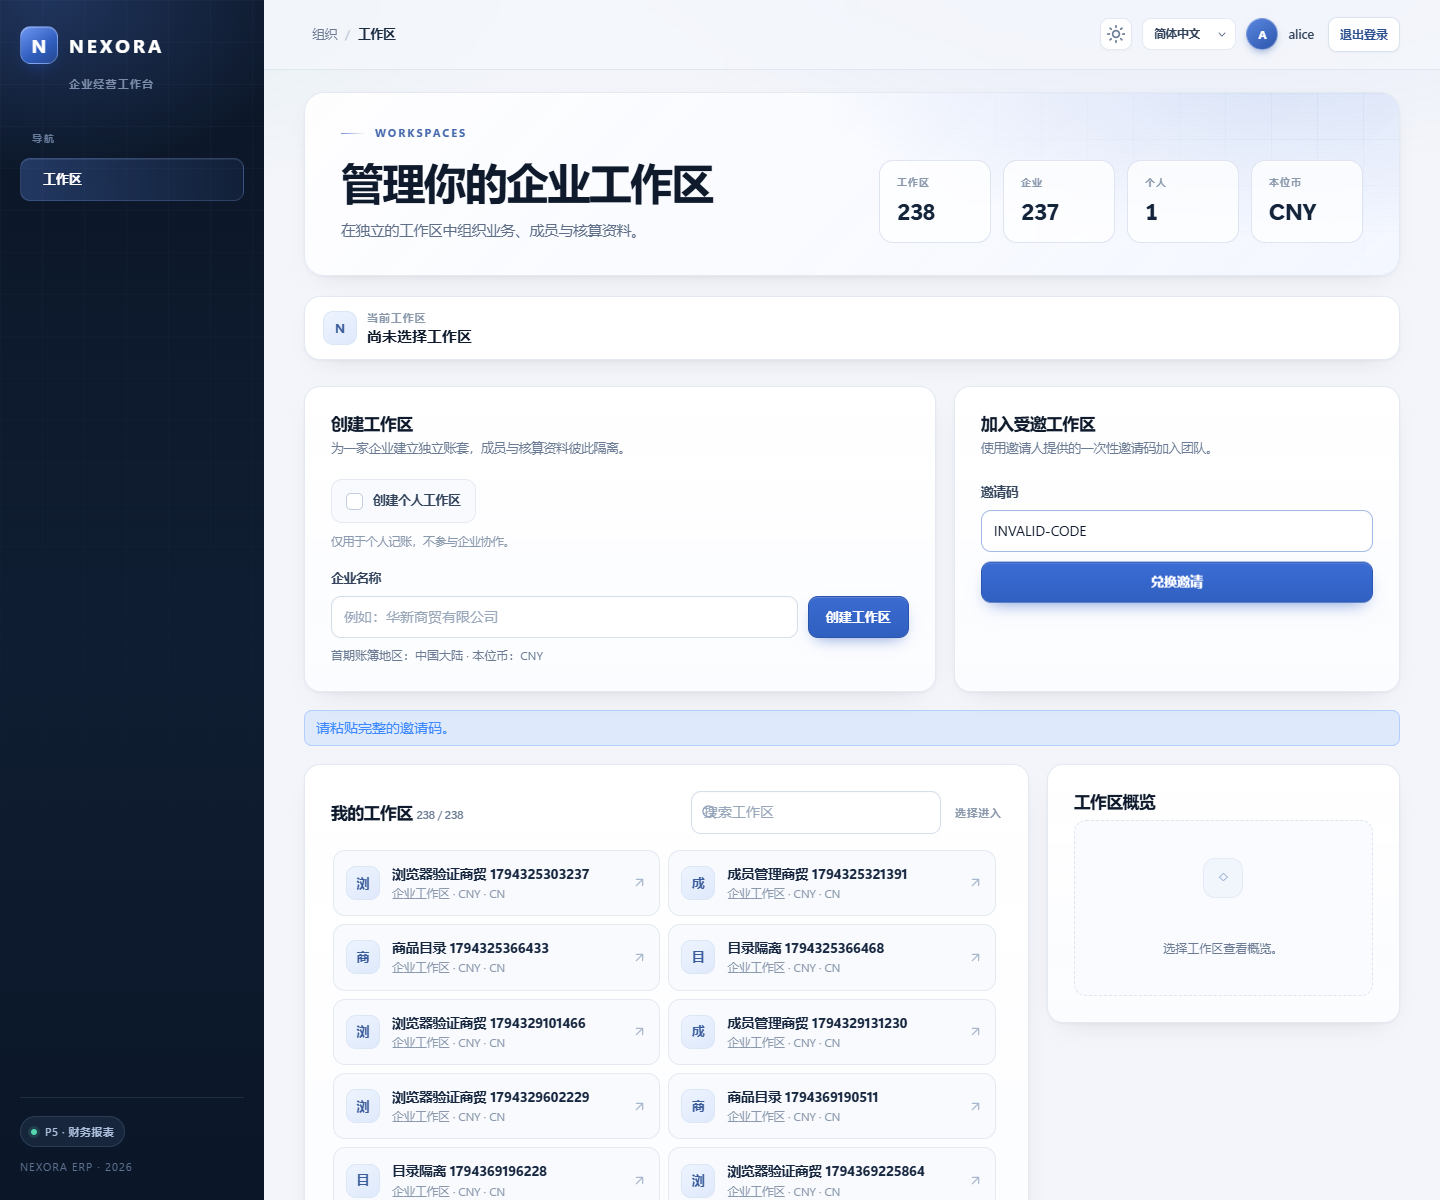 N NEXORA
企业经营工作台
导航
工作区
P5 · 财务报表
NEXORA ERP · 2026
组织 / 工作区
简体中文
A alice
退出登录
WORKSPACES
管理你的企业工作区
在独立的工作区中组织业务、成员与核算资料。
工作区
238
企业
237
个人
1
本位币
CNY
N
当前工作区
尚未选择工作区
创建工作区
为一家企业建立独立账套，成员与核算资料彼此隔离。
创建个人工作区
仅用于个人记账，不参与企业协作。
企业名称
例如：华新商贸有限公司
创建工作区
首期账簿地区：中国大陆 · 本位币：CNY
加入受邀工作区
使用邀请人提供的一次性邀请码加入团队。
邀请码
INVALID-CODE
兑换邀请
请粘贴完整的邀请码。
我的工作区 238 / 238
搜索工作区
选择进入
浏 浏览器验证商贸 1794325303237
企业工作区 · CNY · CN
成 成员管理商贸 1794325321391
企业工作区 · CNY · CN
商 商品目录 1794325366433
企业工作区 · CNY · CN
目 目录隔离 1794325366468
企业工作区 · CNY · CN
浏 浏览器验证商贸 1794329101466
企业工作区 · CNY · CN
成 成员管理商贸 1794329131230
企业工作区 · CNY · CN
浏 浏览器验证商贸 1794329602229
企业工作区 · CNY · CN
商 商品目录 1794369190511
企业工作区 · CNY · CN
目 目录隔离 1794369196228
企业工作区 · CNY · CN
浏 浏览器验证商贸 1794369225864
企业工作区 · CNY · CN
工作区概览
选择工作区查看概览。